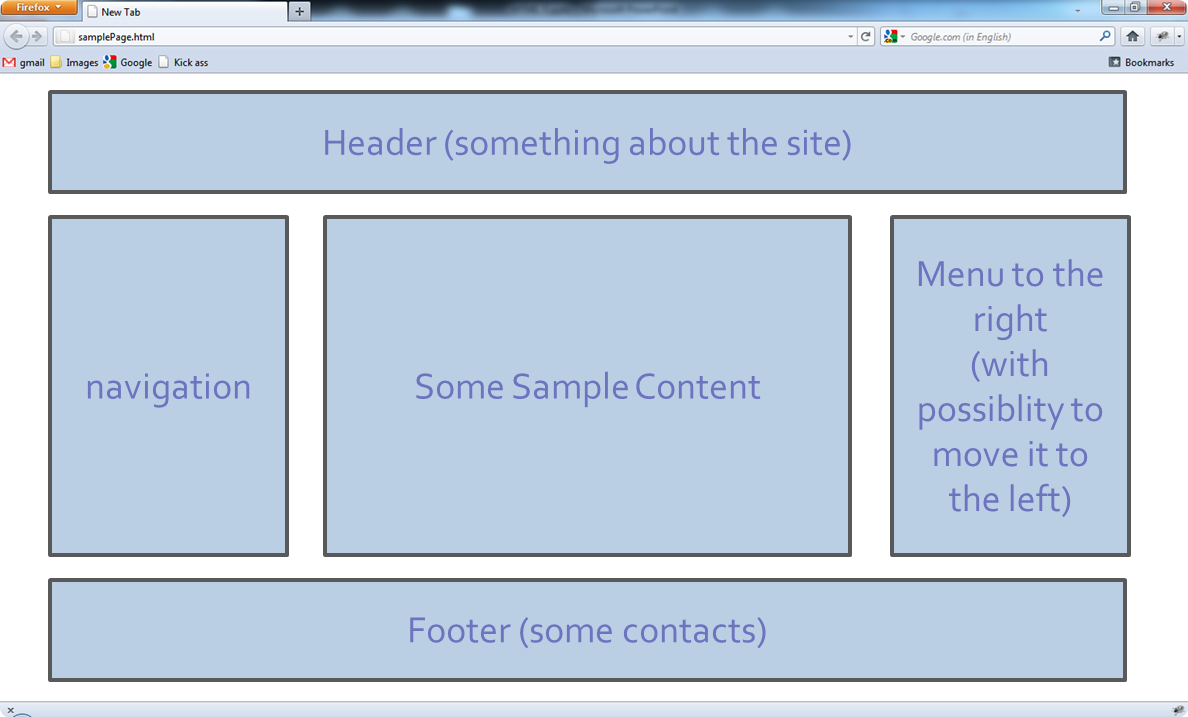 Firefox
New Tab
samplePage.html
Google.com (in English)
gmail Images Google Kick ass
Bookmarks
Header (something about the site)
navigation
Some Sample Content
Menu to the
right
(with
possiblity to
move it to
the left)
Footer (some contacts)